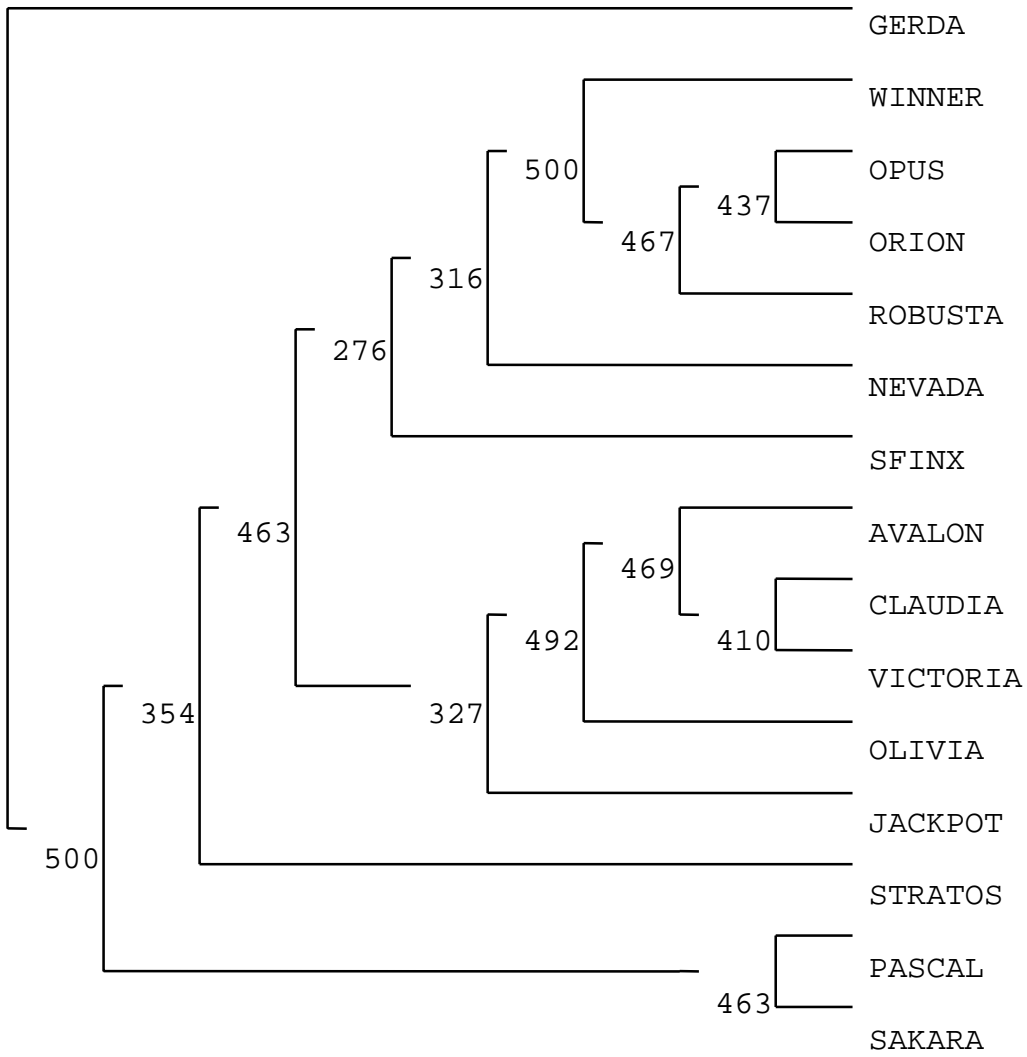 GERDA
WINNER
500
OPUS
437
ORION
467
316
ROBUSTA
276
NEVADA
SFINX
463
AVALON
469
CLAUDIA
492
410
VICTORIA
354
327
OLIVIA
JACKPOT
500
STRATOS
PASCAL
463
SAKARA